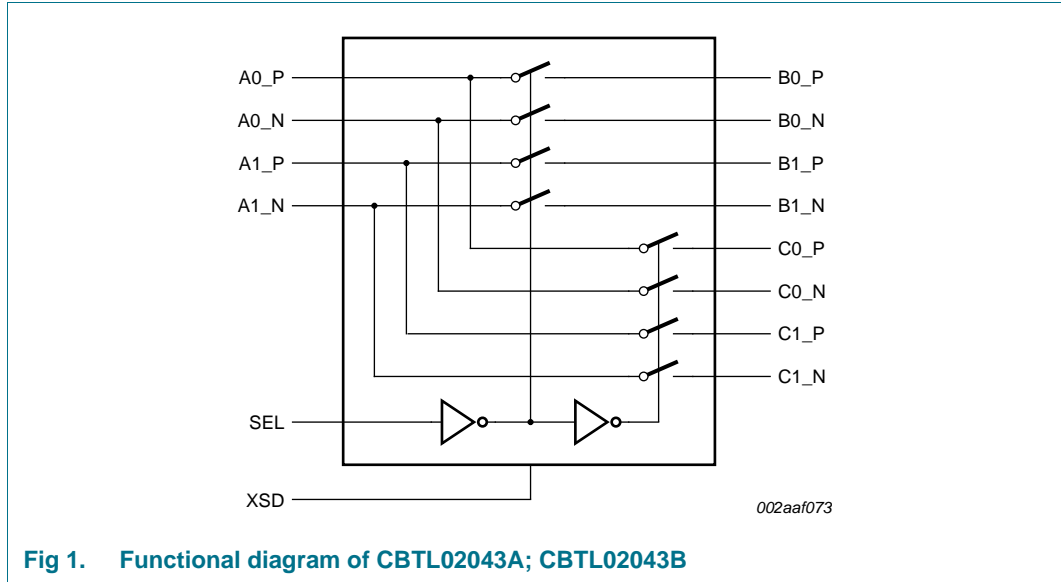 A0_P
B0_P
A0_N
B0_N
A1_P
B1_P
A1_N
B1_N
C0_P
C0_N
C1_P
C1_N
SEL
XSD
002aaf073
Fig 1. Functional diagram of CBTL02043A; CBTL02043B